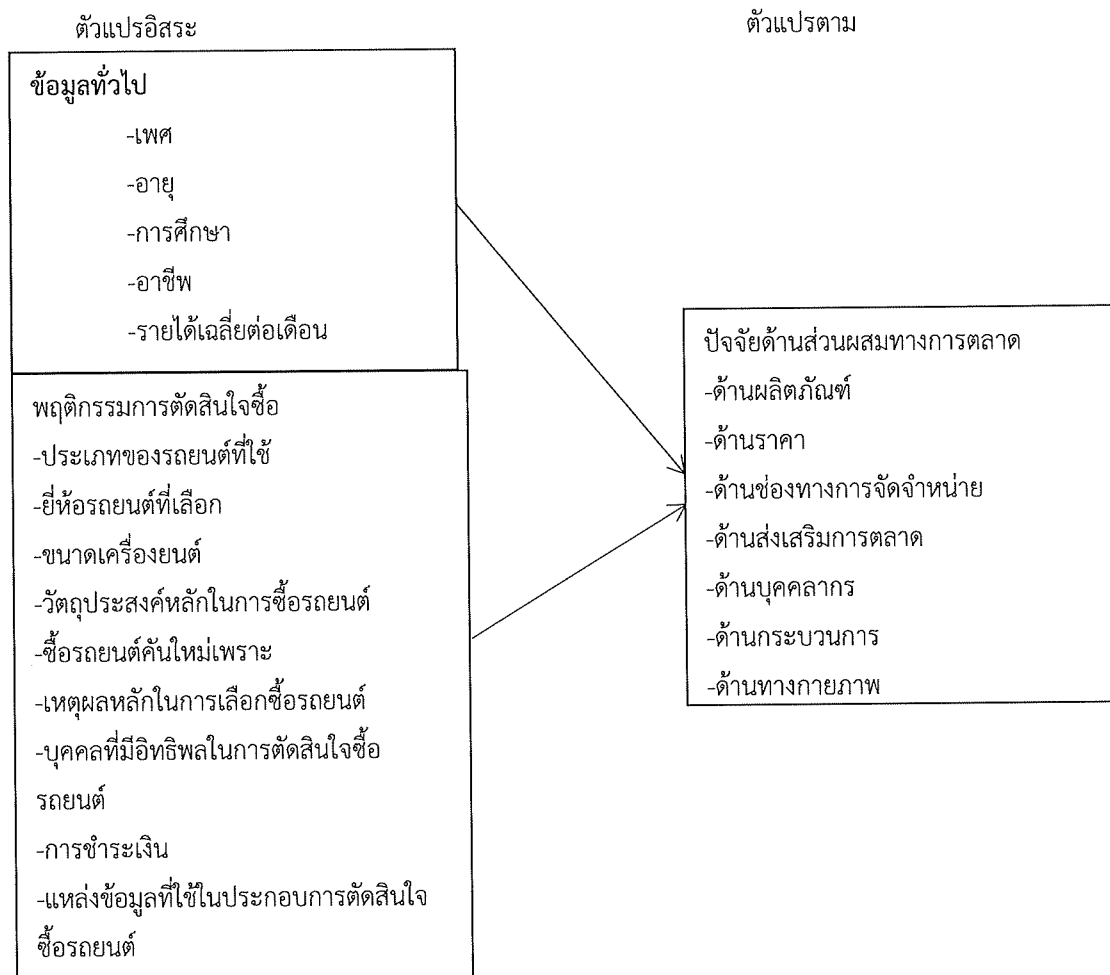 ตัวแปรอิสระ
ตัวแปรตาม
ข้อมูลทั่วไป
-เพศ
-อายุ
-การศึกษา
-อาชีพ
-รายได้เฉลี่ยต่อเดือน
พฤติกรรมการตัดสินใจซื้อ
-ประเภทของรถยนต์ที่ใช้
-ยี่ห้อรถยนต์ที่เลือก
-ขนาดเครื่องยนต์
-วัตถุประสงค์หลักในการซื้อรถยนต์
-ซื้อรถยนต์คันใหม่เพราะ
-เหตุผลหลักในการเลือกซื้อรถยนต์
-บุคคลที่มีอิทธิพลในการตัดสินใจซื้อ
รถยนต์
-การชำระเงิน
-แหล่งข้อมูลที่ใช้ในประกอบการตัดสินใจ
ซื้อรถยนต์
ปัจจัยด้านส่วนผสมทางการตลาด
-ด้านผลิตภัณฑ์
-ด้านราคา
-ด้านช่องทางการจัดจำหน่าย
-ด้านส่งเสริมการตลาด
-ด้านบุคคลากร
-ด้านกระบวนการ
-ด้านทางกายภาพ